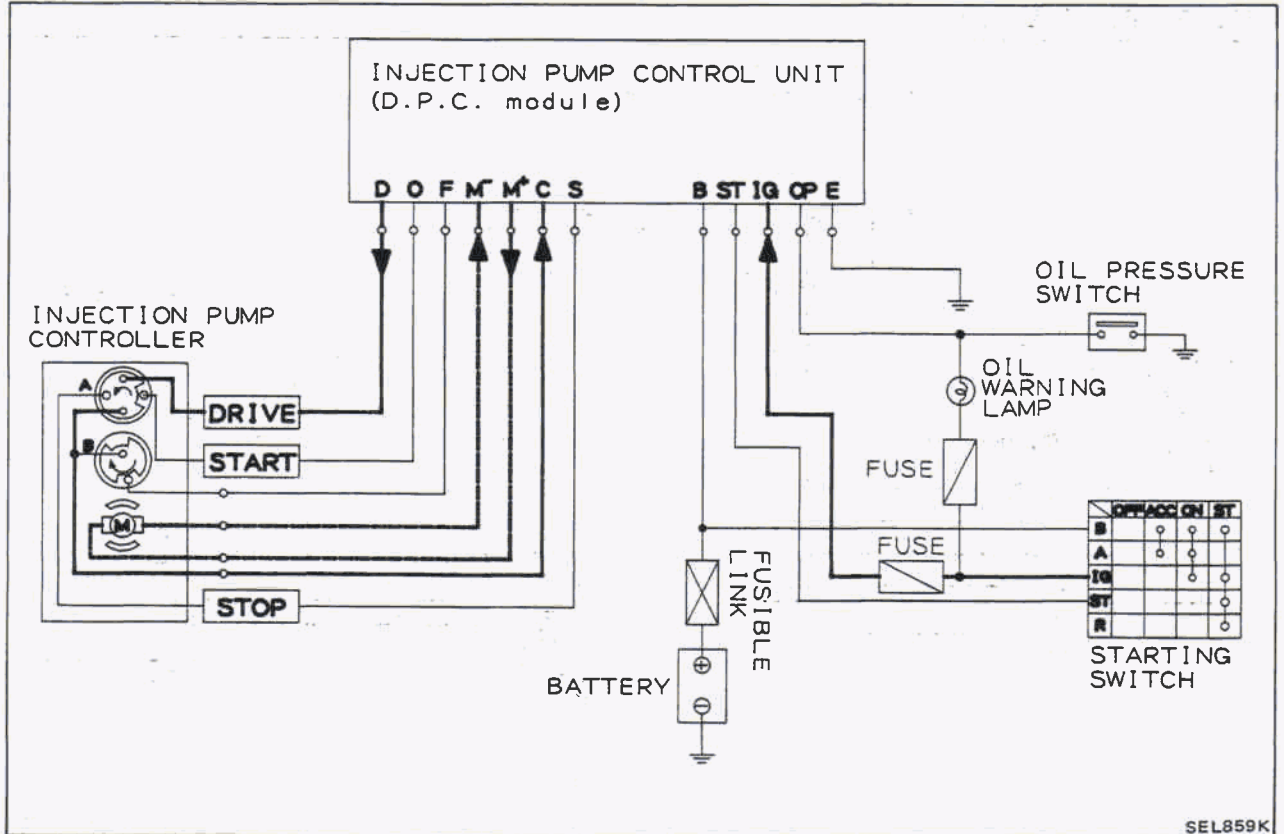 INJECTION PUMP CONTROL UNIT
(D.P.C. module)
D O F M⁻ M⁺ C S
B ST IG OP E
OIL PRESSURE
SWITCH
INJECTION PUMP
CONTROLLER
A
DRIVE
B
START
M
STOP
OIL
WARNING
LAMP
FUSE
FUSE
FUSIBLE
LINK
BATTERY
+
−
OFF ACC ON ST
B
A
IG
ST
R
STARTING
SWITCH
SEL859K